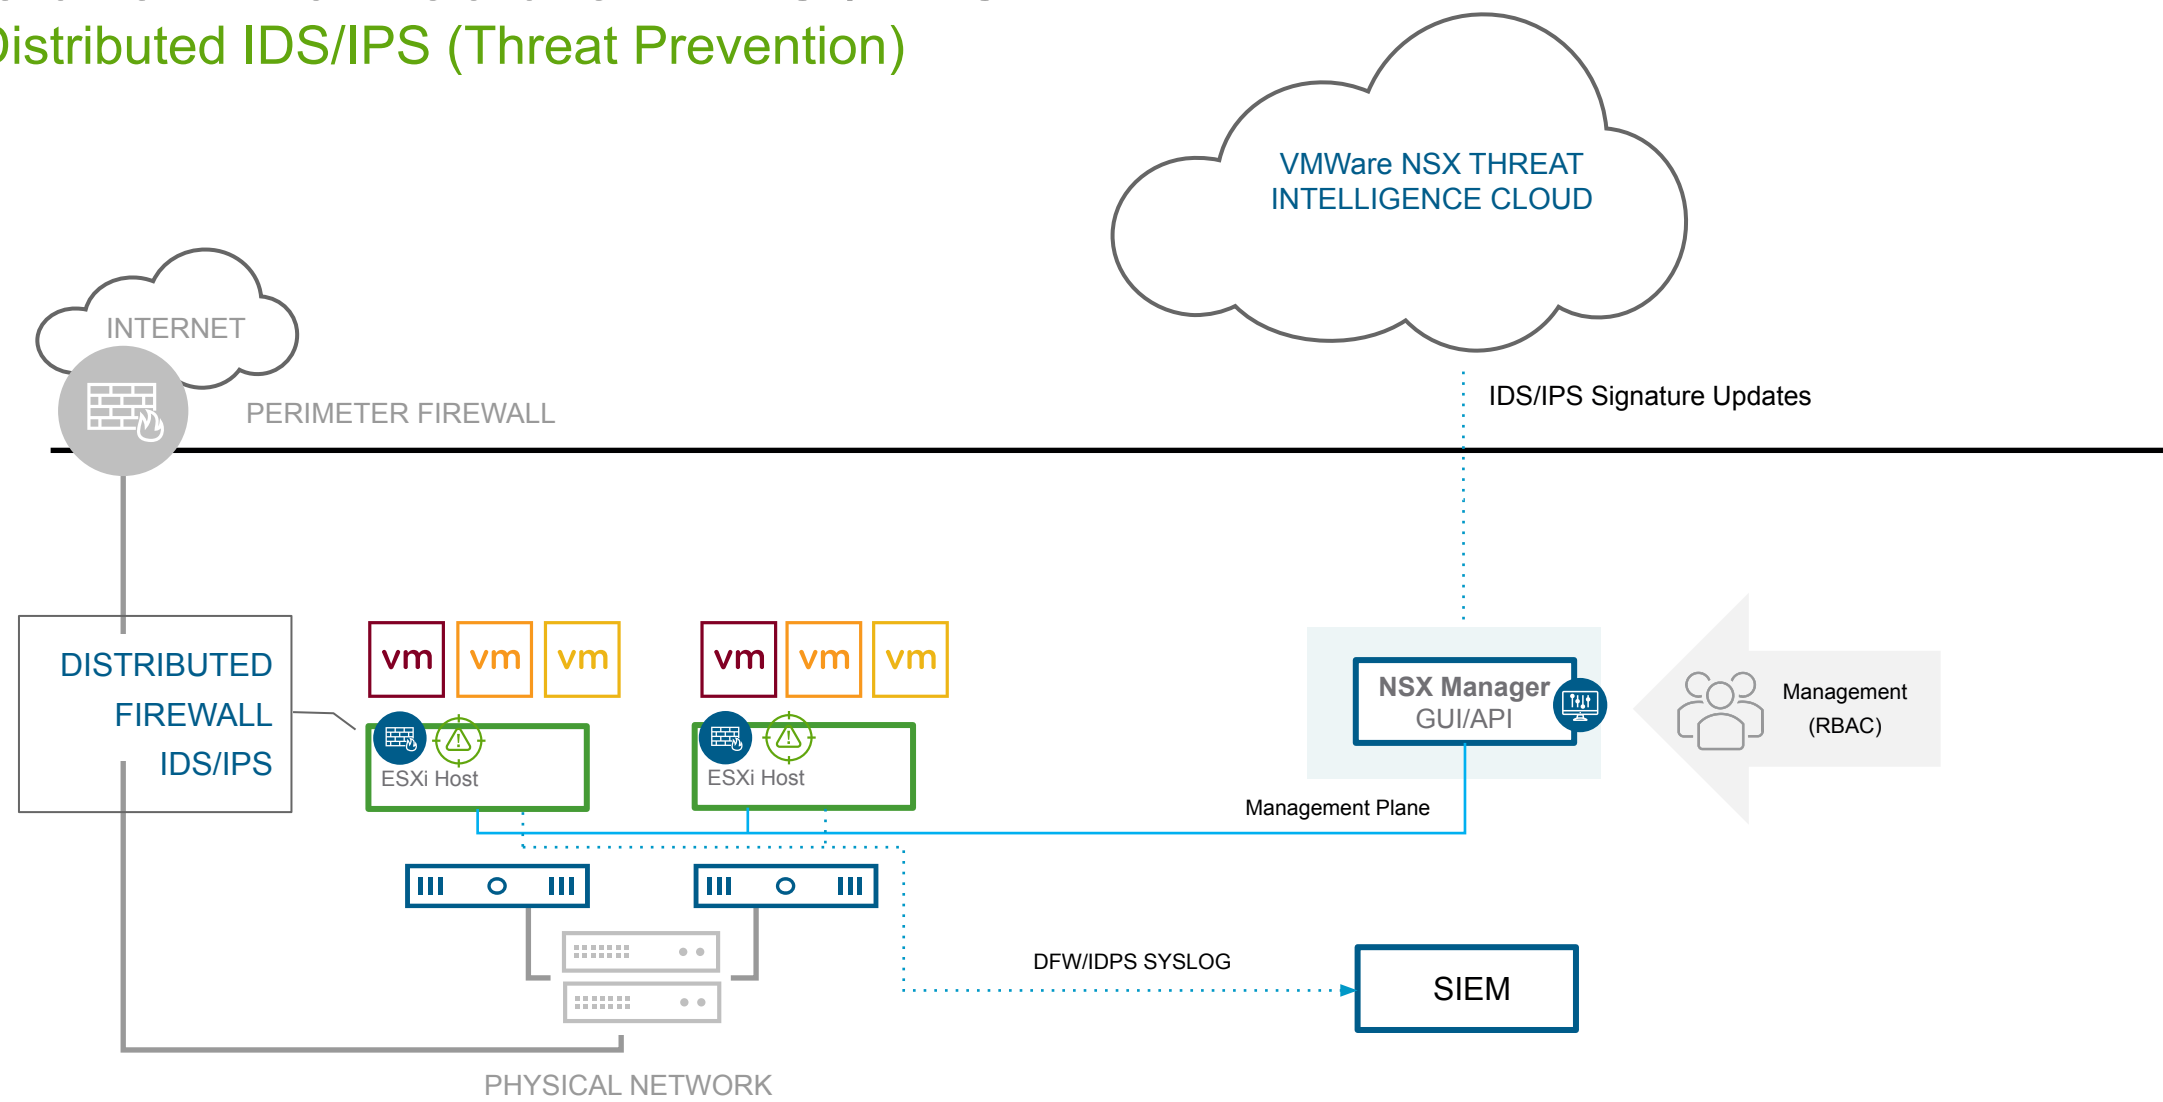 Distributed IDS/IPS (Threat Prevention)
VMWare NSX THREAT
INTELLIGENCE CLOUD
INTERNET
PERIMETER FIREWALL
IDS/IPS Signature Updates
DISTRIBUTED
FIREWALL
IDS/IPS
vm
vm
vm
vm
vm
vm
ESXi Host
ESXi Host
NSX Manager
GUI/API
Management
(RBAC)
Management Plane
DFW/IDPS SYSLOG
SIEM
PHYSICAL NETWORK